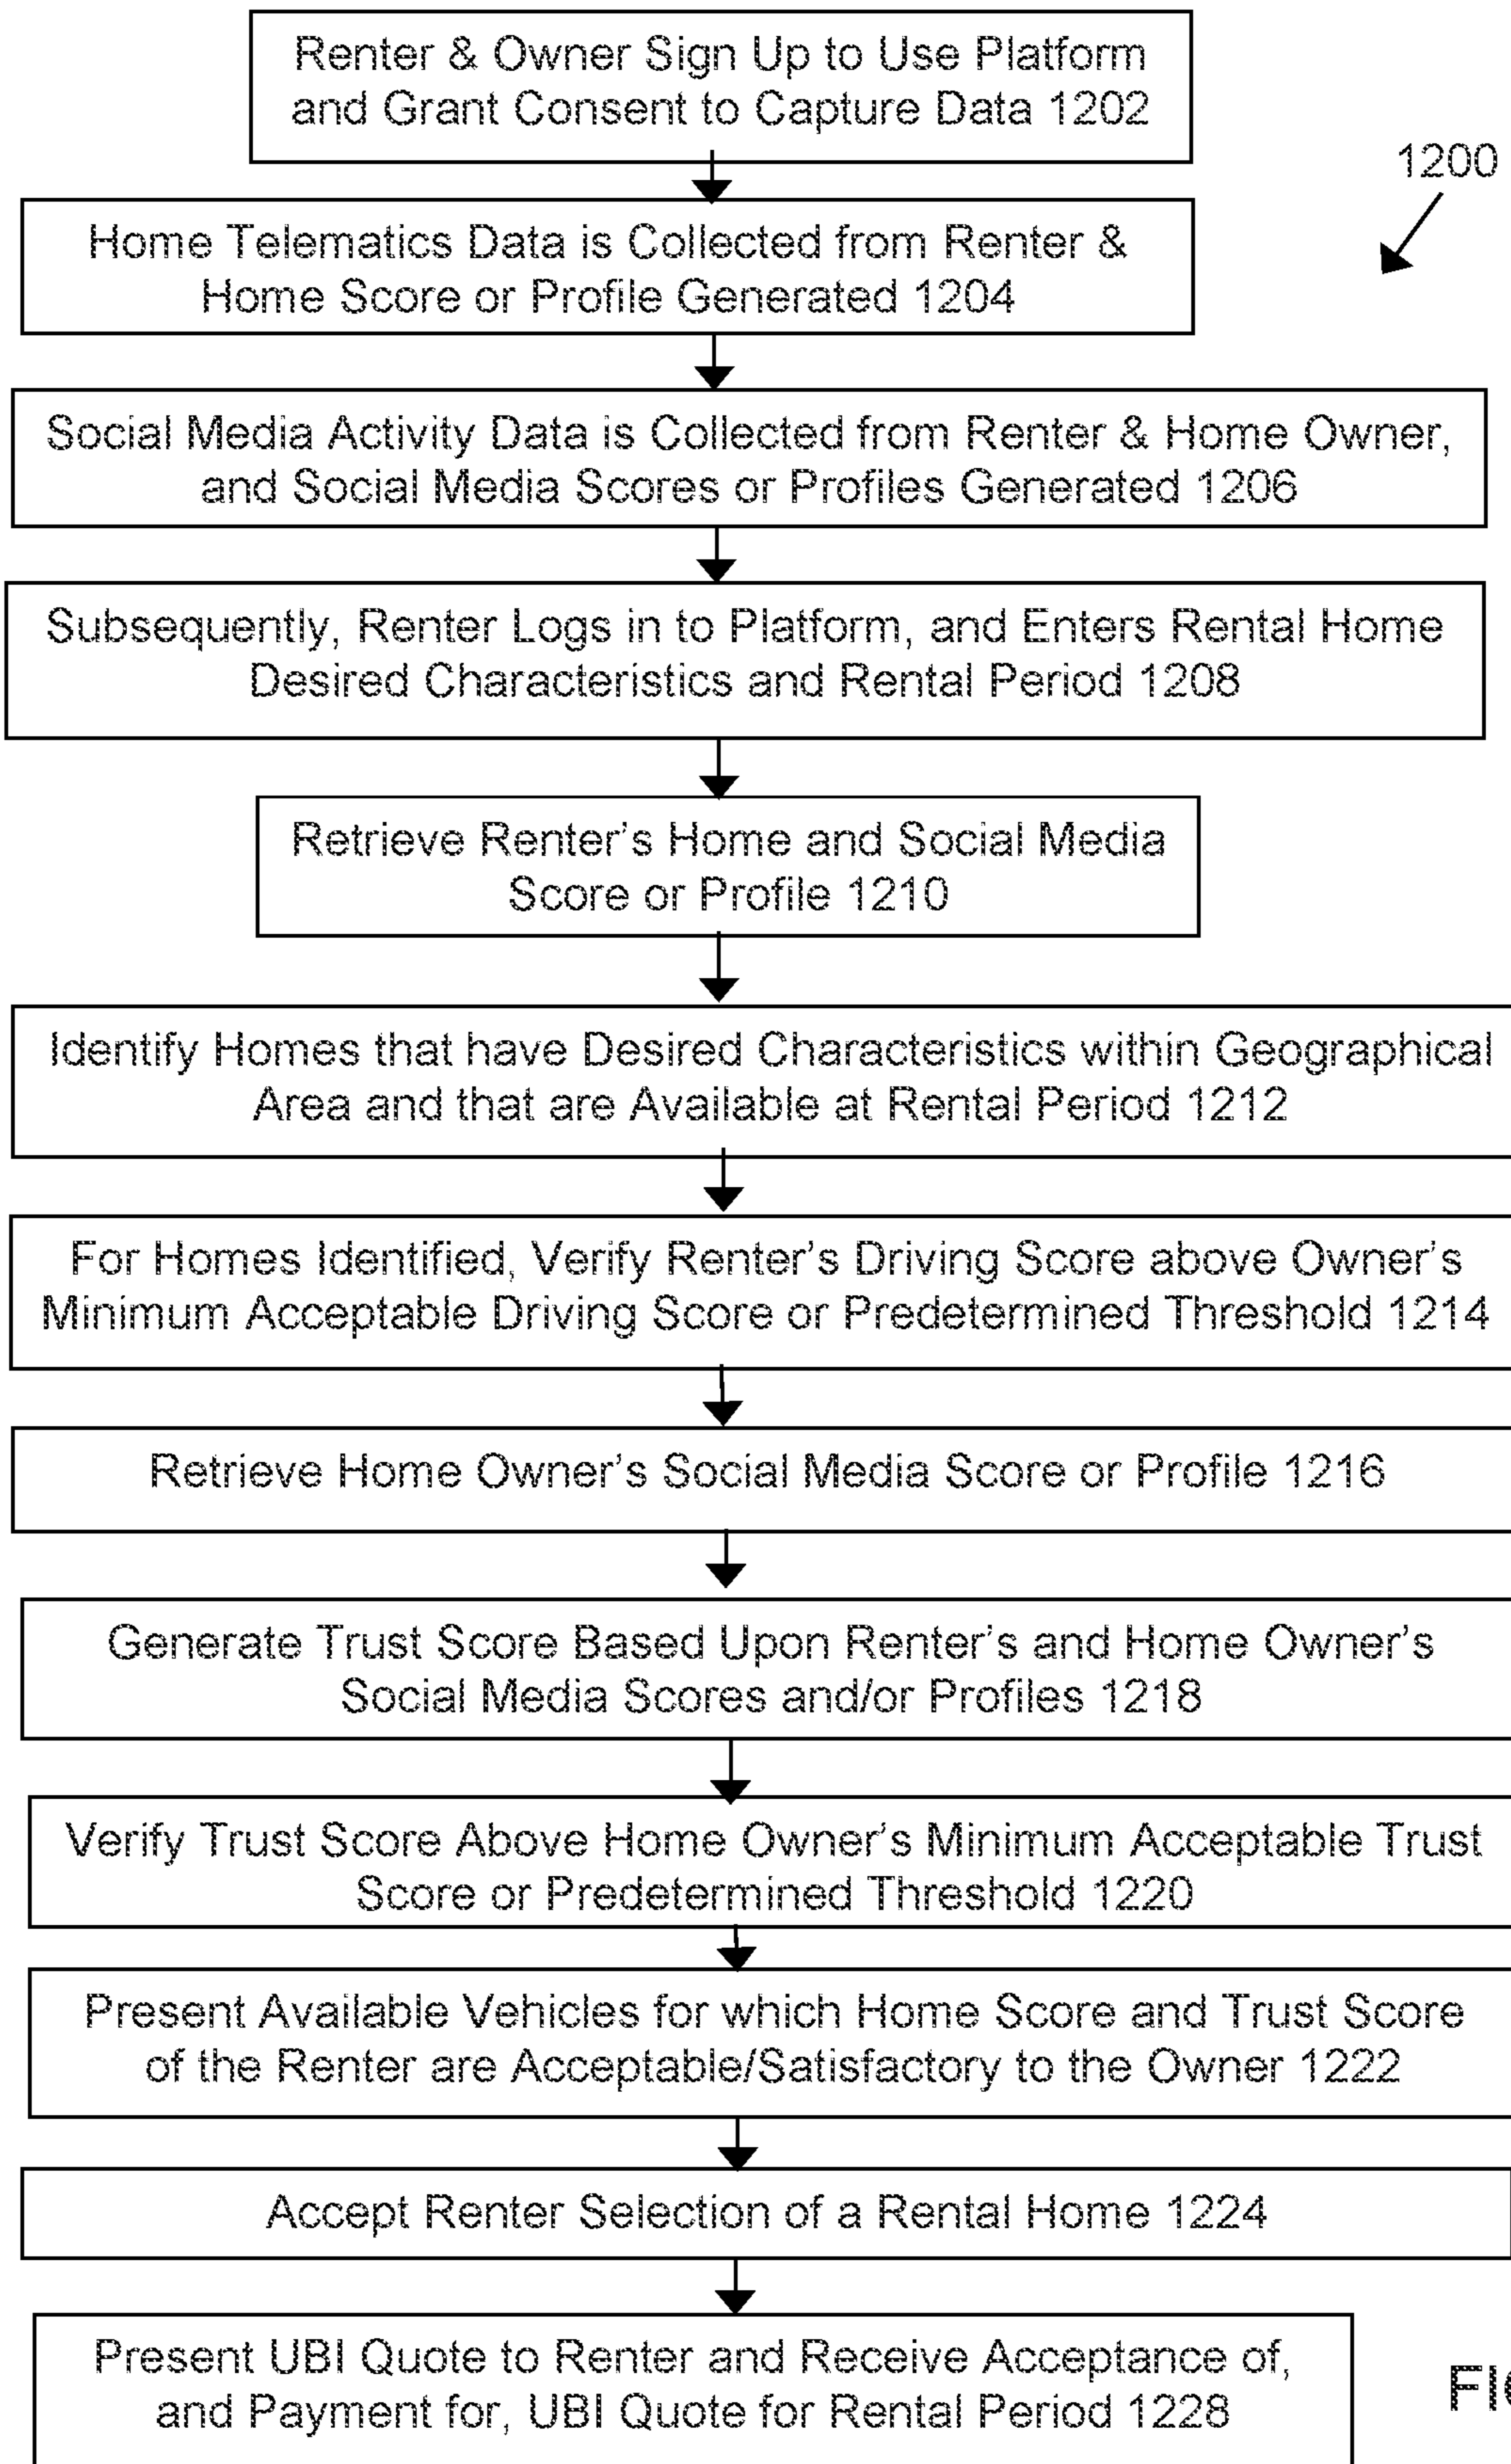 Renter & Owner Sign Up to Use Platform
and Grant Consent to Capture Data 1202
1200
Home Telematics Data is Collected from Renter &
Home Score or Profile Generated 1204
Social Media Activity Data is Collected from Renter & Home Owner,
and Social Media Scores or Profiles Generated 1206
Subsequently, Renter Logs in to Platform, and Enters Rental Home
Desired Characteristics and Rental Period 1208
Retrieve Renter's Home and Social Media
Score or Profile 1210
Identify Homes that have Desired Characteristics within Geographical
Area and that are Available at Rental Period 1212
For Homes Identified, Verify Renter's Driving Score above Owner's
Minimum Acceptable Driving Score or Predetermined Threshold 1214
Retrieve Home Owner's Social Media Score or Profile 1216
Generate Trust Score Based Upon Renter's and Home Owner's
Social Media Scores and/or Profiles 1218
Verify Trust Score Above Home Owner's Minimum Acceptable Trust
Score or Predetermined Threshold 1220
Present Available Vehicles for which Home Score and Trust Score
of the Renter are Acceptable/Satisfactory to the Owner 1222
Accept Renter Selection of a Rental Home 1224
Present UBI Quote to Renter and Receive Acceptance of,
and Payment for, UBI Quote for Rental Period 1228